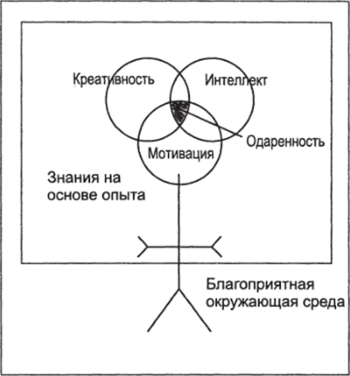 Креативность
Интеллект
Мотивация
Одаренность
Знания на
основе опыта
Благоприятная
окружающая среда